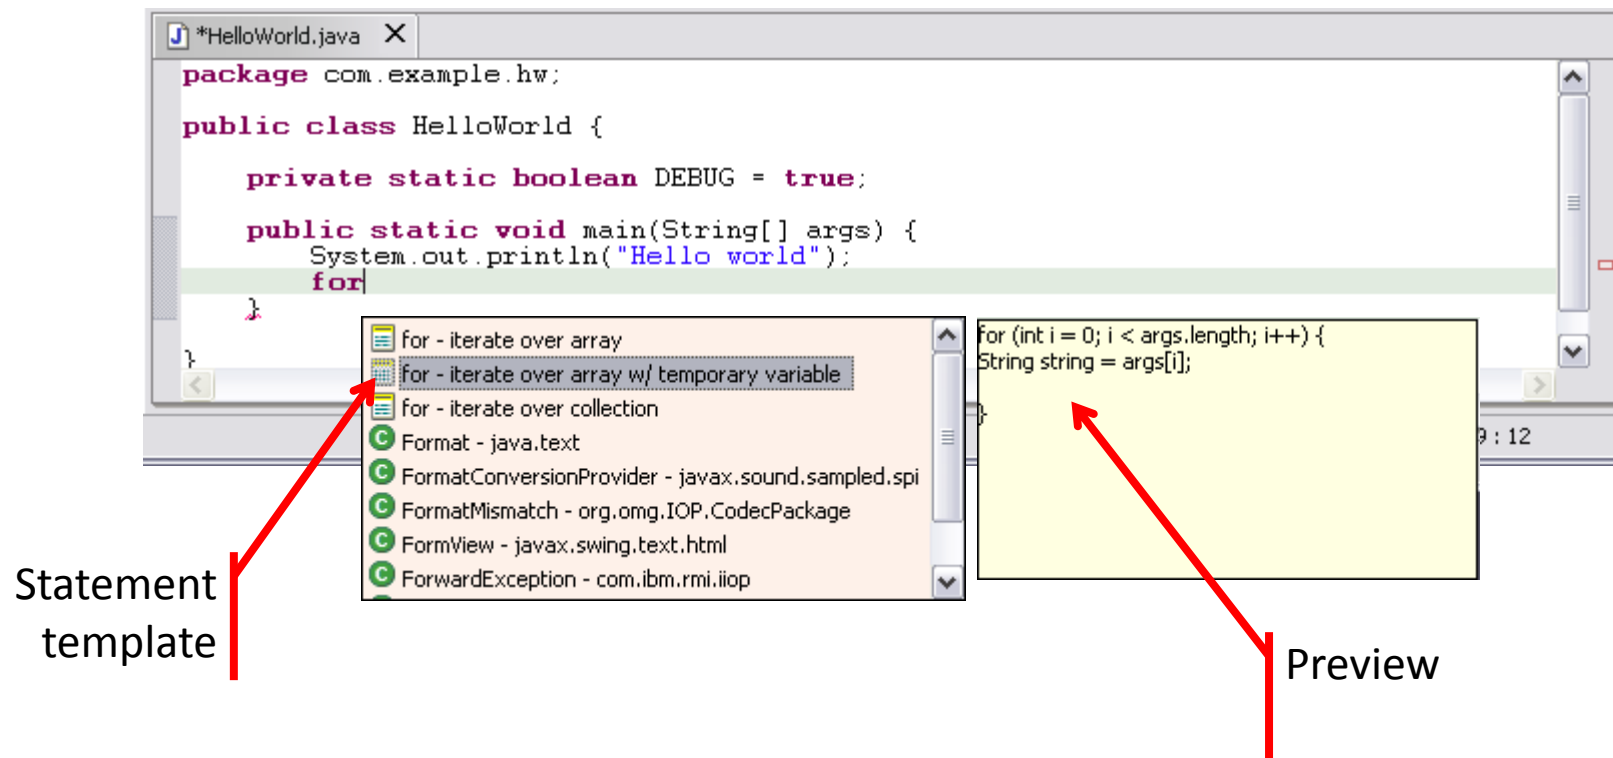 *HelloWorld.java
package com.example.hw;
public class HelloWorld {
private static boolean DEBUG = true;
public static void main(String[] args) {
System.out.println("Hello world");
for
}
}
for - iterate over array
for - iterate over array w/ temporary variable
for - iterate over collection
Format - java.text
FormatConversionProvider - javax.sound.sampled.spi
FormatMismatch - org.omg.IOP.CodecPackage
FormView - javax.swing.text.html
ForwardException - com.ibm.rmi.iiop
for (int i = 0; i < args.length; i++) {
String string = args[i];
}
9 : 12
Statement
template
Preview